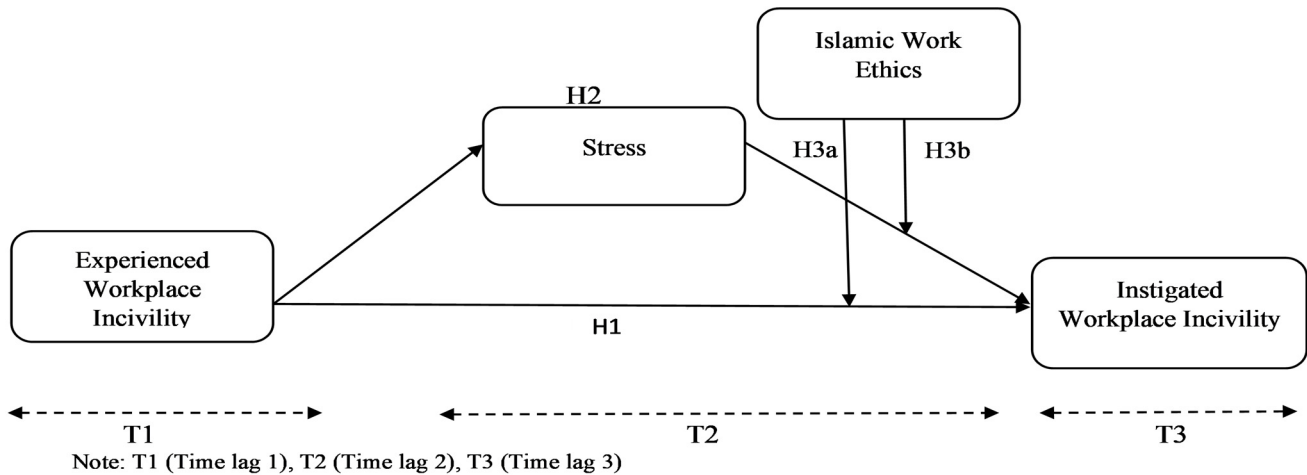 Islamic Work
Ethics
H2
Stress
H3a
H3b
Experienced
Workplace
Incivility
Instigated
Workplace Incivility
H1
T1
T2
T3
Note: T1 (Time lag 1), T2 (Time lag 2), T3 (Time lag 3)